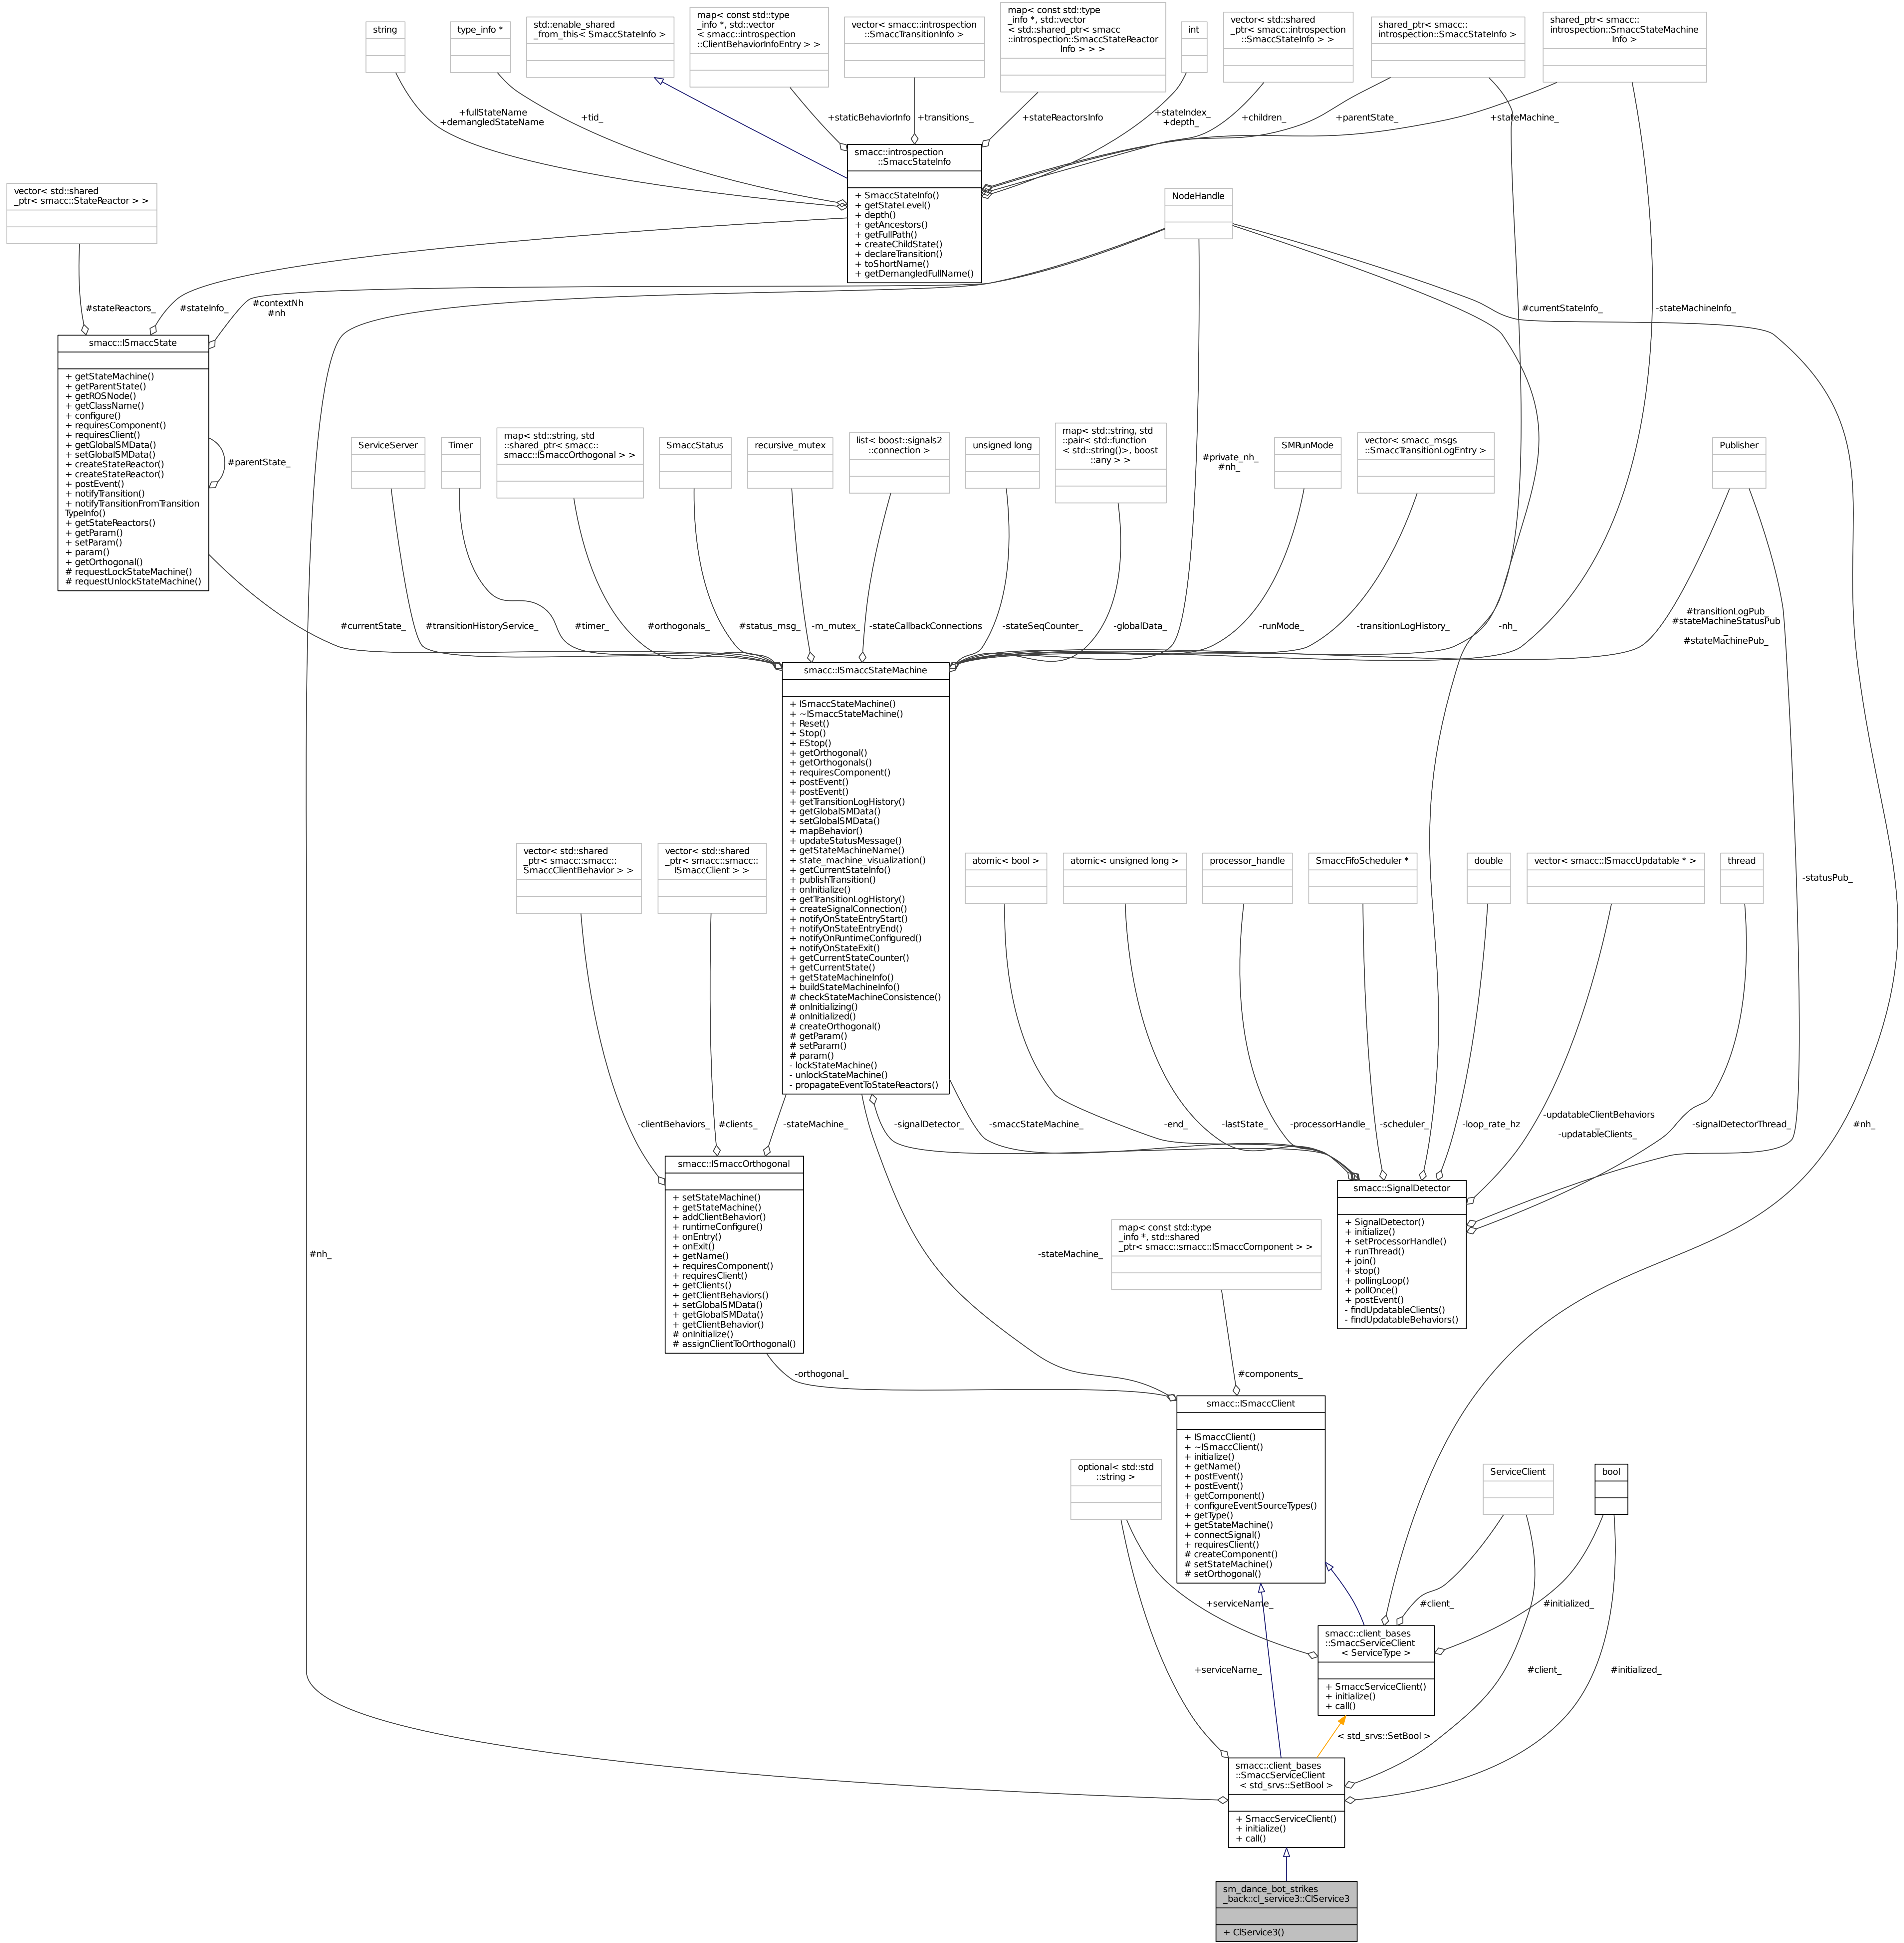 string
type_info *
std::enable_shared
_from_this< SmaccStateInfo >
map< const std::type
_info *, std::vector
< smacc::introspection
::ClientBehaviorInfoEntry > >
vector< smacc::introspection
::SmaccTransitionInfo >
map< const std::type
_info *, std::vector
< std::shared_ptr< smacc
::introspection::SmaccStateReactor
Info > > >
int
vector< std::shared
_ptr< smacc::introspection
::SmaccStateInfo > >
shared_ptr< smacc::
introspection::SmaccStateInfo >
shared_ptr< smacc::
introspection::SmaccStateMachine
Info >
+fullStateName
+demangledStateName
+tid_
+staticBehaviorInfo
+transitions_
+stateReactorsInfo
+stateIndex_
+depth_
+children_
+parentState_
+stateMachine_
smacc::introspection
::SmaccStateInfo
+ SmaccStateInfo()
+ getStateLevel()
+ depth()
+ getAncestors()
+ getFullPath()
+ createChildState()
+ declareTransition()
+ toShortName()
+ getDemangledFullName()
vector< std::shared
_ptr< smacc::StateReactor > >
NodeHandle
#stateReactors_
#stateInfo_
#contextNh
#nh
#currentStateInfo_
-stateMachineInfo_
smacc::ISmaccState
+ getStateMachine()
+ getParentState()
+ getROSNode()
+ getClassName()
+ configure()
+ requiresComponent()
+ requiresClient()
+ getGlobalSMData()
+ setGlobalSMData()
+ createStateReactor()
+ createStateReactor()
+ postEvent()
+ notifyTransition()
+ notifyTransitionFromTransition
TypeInfo()
+ getStateReactors()
+ getParam()
+ setParam()
+ param()
+ getOrthogonal()
# requestLockStateMachine()
# requestUnlockStateMachine()
#parentState_
ServiceServer
Timer
map< std::string, std
::shared_ptr< smacc::
smacc::ISmaccOrthogonal > >
SmaccStatus
recursive_mutex
list< boost::signals2
::connection >
unsigned long
map< std::string, std
::pair< std::function
< std::string()>, boost
::any > >
#private_nh_
#nh_
SMRunMode
vector< smacc_msgs
::SmaccTransitionLogEntry >
Publisher
#currentState_
#transitionHistoryService_
#timer_
#orthogonals_
#status_msg_
-m_mutex_
-stateCallbackConnections
-stateSeqCounter_
-globalData_
-runMode_
-transitionLogHistory_
-nh_
#transitionLogPub_
#stateMachineStatusPub
_
#stateMachinePub_
smacc::ISmaccStateMachine
+ ISmaccStateMachine()
+ ~ISmaccStateMachine()
+ Reset()
+ Stop()
+ EStop()
+ getOrthogonal()
+ getOrthogonals()
+ requiresComponent()
+ postEvent()
+ postEvent()
+ getTransitionLogHistory()
+ getGlobalSMData()
+ setGlobalSMData()
+ mapBehavior()
+ updateStatusMessage()
+ getStateMachineName()
+ state_machine_visualization()
+ getCurrentStateInfo()
+ publishTransition()
+ onInitialize()
+ getTransitionLogHistory()
+ createSignalConnection()
+ notifyOnStateEntryStart()
+ notifyOnStateEntryEnd()
+ notifyOnRuntimeConfigured()
+ notifyOnStateExit()
+ getCurrentStateCounter()
+ getCurrentState()
+ getStateMachineInfo()
+ buildStateMachineInfo()
# checkStateMachineConsistence()
# onInitializing()
# onInitialized()
# createOrthogonal()
# getParam()
# setParam()
# param()
- lockStateMachine()
- unlockStateMachine()
- propagateEventToStateReactors()
vector< std::shared
_ptr< smacc::smacc::
SmaccClientBehavior > >
vector< std::shared
_ptr< smacc::smacc::
ISmaccClient > >
atomic< bool >
atomic< unsigned long >
processor_handle
SmaccFifoScheduler *
double
vector< smacc::ISmaccUpdatable * >
thread
-statusPub_
-clientBehaviors_
#clients_
-stateMachine_
-signalDetector_
-smaccStateMachine_
-end_
-lastState_
-processorHandle_
-scheduler_
-loop_rate_hz
-updatableClientBehaviors
_
-updatableClients_
-signalDetectorThread_
#nh_
smacc::ISmaccOrthogonal
+ setStateMachine()
+ getStateMachine()
+ addClientBehavior()
+ runtimeConfigure()
+ onEntry()
+ onExit()
+ getName()
+ requiresComponent()
+ requiresClient()
+ getClients()
+ getClientBehaviors()
+ setGlobalSMData()
+ getGlobalSMData()
+ getClientBehavior()
# onInitialize()
# assignClientToOrthogonal()
smacc::SignalDetector
+ SignalDetector()
+ initialize()
+ setProcessorHandle()
+ runThread()
+ join()
+ stop()
+ pollingLoop()
+ pollOnce()
+ postEvent()
- findUpdatableClients()
- findUpdatableBehaviors()
#nh_
-stateMachine_
map< const std::type
_info *, std::shared
_ptr< smacc::smacc::ISmaccComponent > >
-orthogonal_
#components_
smacc::ISmaccClient
+ ISmaccClient()
+ ~ISmaccClient()
+ initialize()
+ getName()
+ postEvent()
+ postEvent()
+ getComponent()
+ configureEventSourceTypes()
+ getType()
+ getStateMachine()
+ connectSignal()
+ requiresClient()
# createComponent()
# setStateMachine()
# setOrthogonal()
optional< std::std
::string >
ServiceClient
bool
+serviceName_
#client_
#initialized_
smacc::client_bases
::SmaccServiceClient
< ServiceType >
+ SmaccServiceClient()
+ initialize()
+ call()
+serviceName_
#client_
#initialized_
< std_srvs::SetBool >
smacc::client_bases
::SmaccServiceClient
< std_srvs::SetBool >
+ SmaccServiceClient()
+ initialize()
+ call()
sm_dance_bot_strikes
_back::cl_service3::ClService3
+ ClService3()